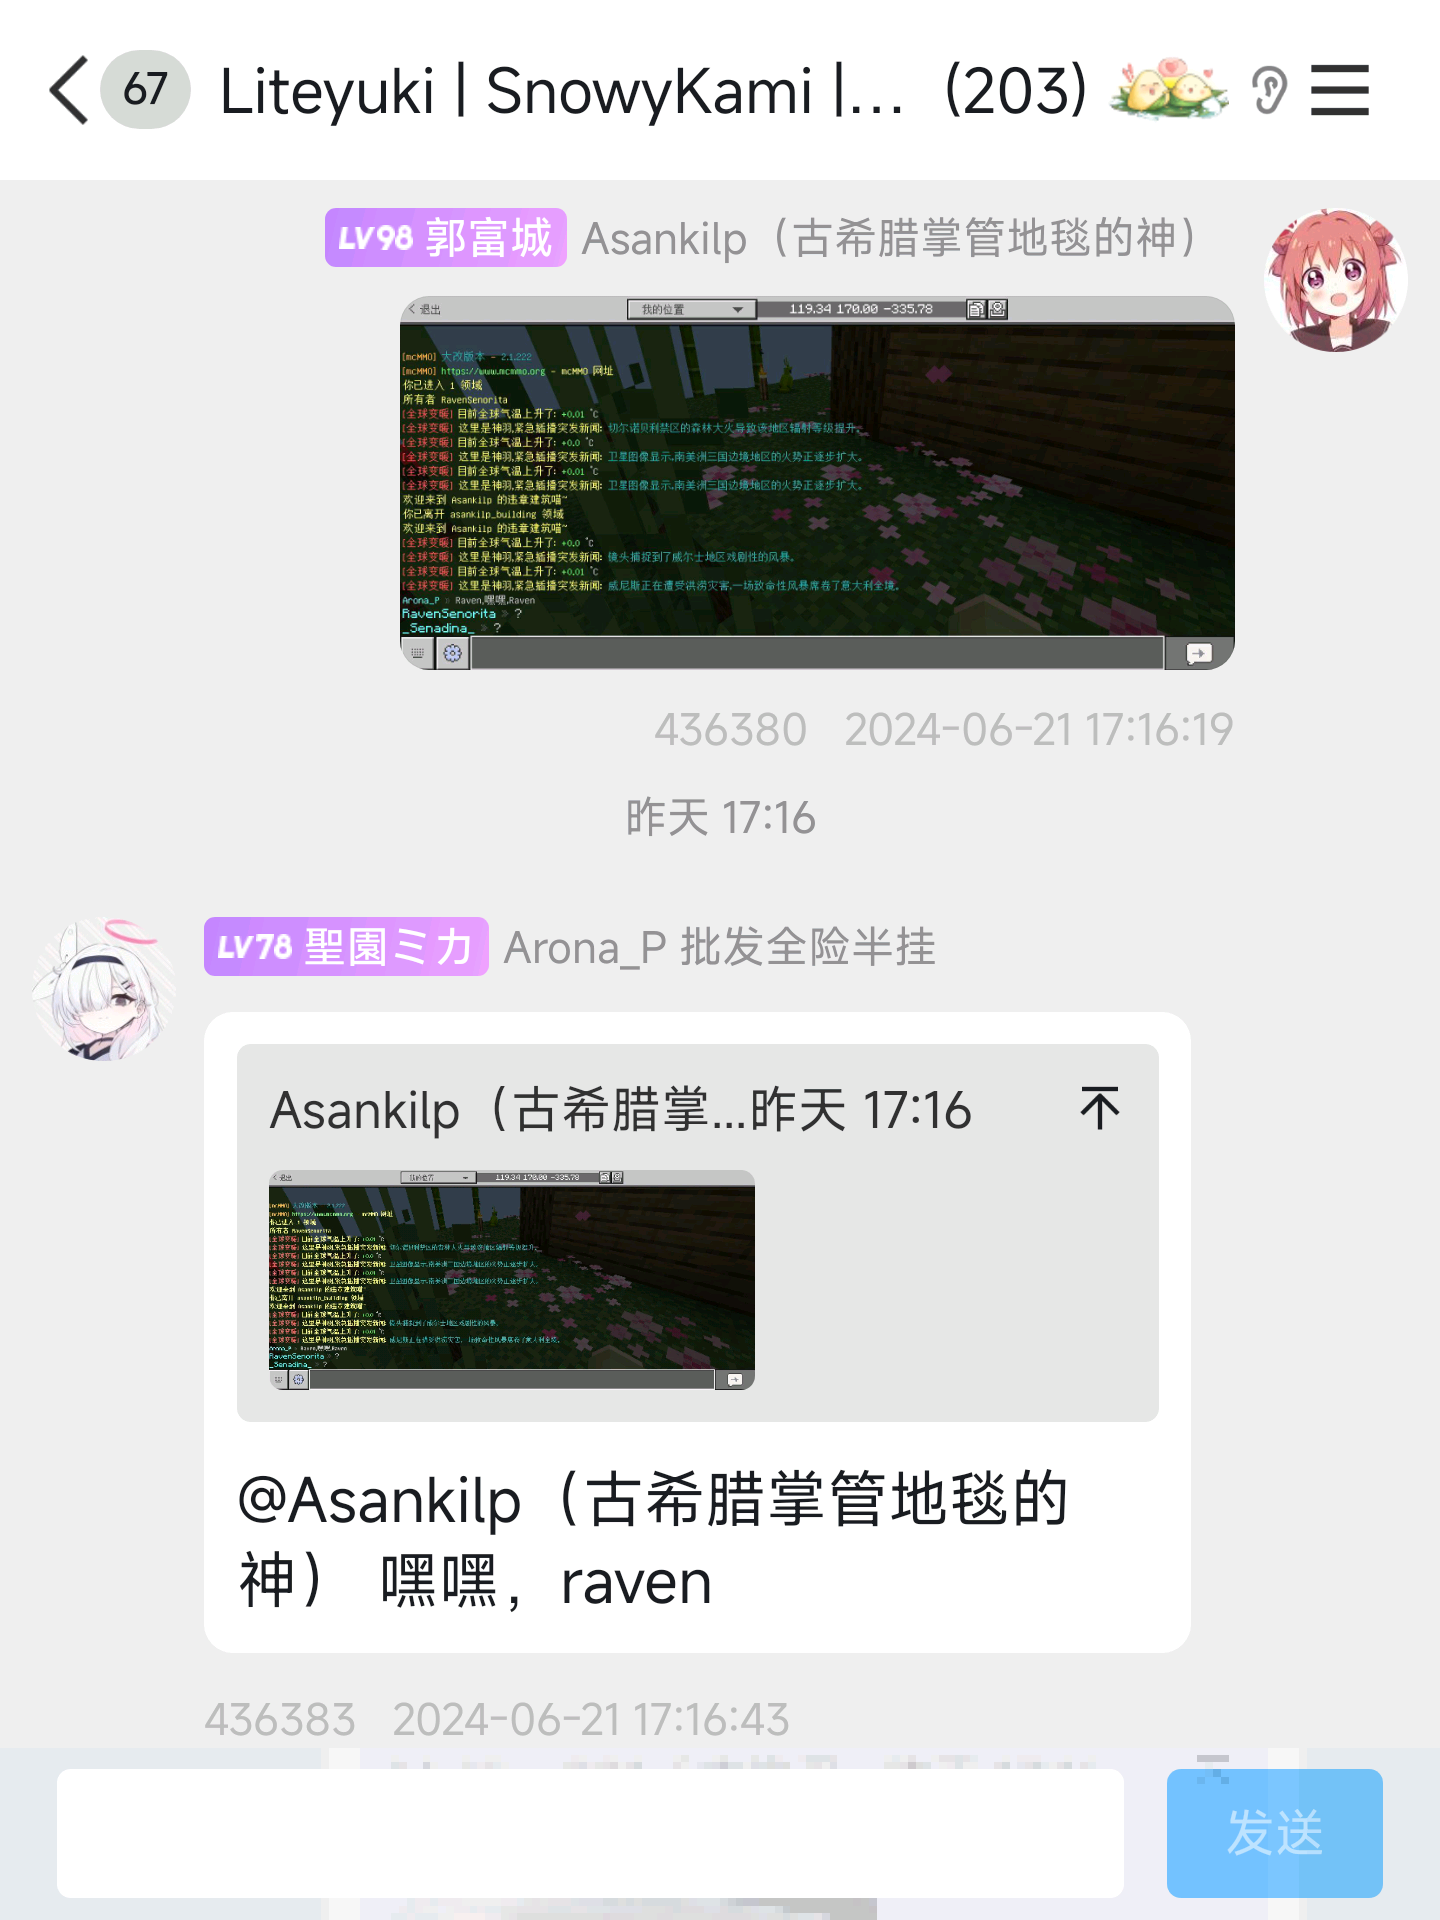 67
Liteyuki | SnowyKami |... (203)
LV98 郭富城 Asankilp（古希腊掌管地毯的神）
退出 我的位置 119.34 170.00 -335.78
[mcMMO] 大改版本 - 2.1.222
[mcMMO] https://www.mcmmo.org - mcMMO 网址
你已进入 1 领域
所有者 RavenSenorita
[全球变暖] 目前全球气温上升了: +0.01 ℃
[全球变暖] 这里是神羽,紧急插播突发新闻: 切尔诺贝利禁区的森林大火导致该地区辐射等级提升。
[全球变暖] 目前全球气温上升了: +0.0 ℃
[全球变暖] 这里是神羽,紧急插播突发新闻: 卫星图像显示,南美洲三国边境地区的火势正逐步扩大。
[全球变暖] 目前全球气温上升了: +0.01 ℃
[全球变暖] 这里是神羽,紧急插播突发新闻: 卫星图像显示,南美洲三国边境地区的火势正逐步扩大。
欢迎来到 Asankilp 的违章建筑喵~
你已离开 asankilp_building 领域
欢迎来到 Asankilp 的违章建筑喵~
[全球变暖] 目前全球气温上升了: +0.0 ℃
[全球变暖] 这里是神羽,紧急插播突发新闻: 镜头捕捉到了威尔士地区戏剧性的风暴。
[全球变暖] 目前全球气温上升了: +0.01 ℃
[全球变暖] 这里是神羽,紧急插播突发新闻: 威尼斯正在遭受洪涝灾害,一场致命性风暴席卷了意大利全境。
Arona_P » Raven,嘿嘿,Raven
RavenSenorita » ?
_Senadina_ » ?
436380 2024-06-21 17:16:19
昨天 17:16
LV78 聖園ミカ Arona_P 批发全险半挂
Asankilp（古希腊掌...昨天 17:16
@Asankilp（古希腊掌管地毯的
神） 嘿嘿，raven
436383 2024-06-21 17:16:43
发送